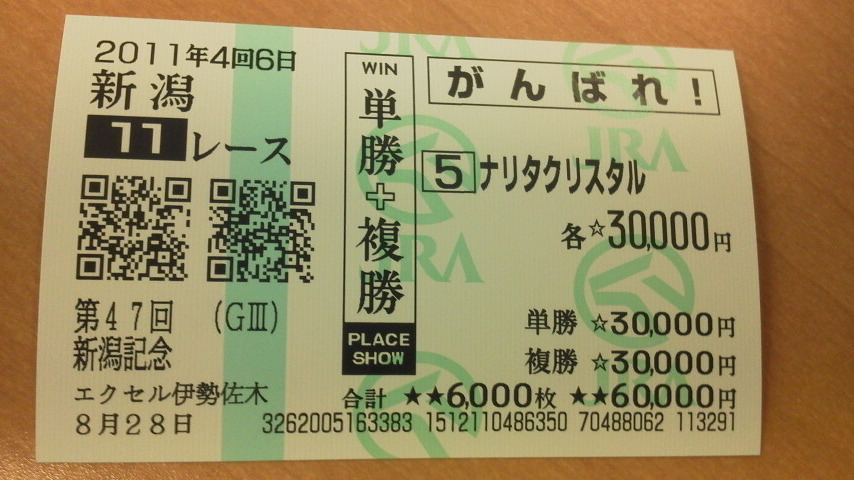 2011年4回6日
新潟
11レース
第47回 (GⅢ)
新潟記念
エクセル伊勢佐木
8月28日
WIN
単勝+複勝
PLACE
SHOW
がんばれ!
5 ナリタクリスタル
各☆30,000円
単勝 ☆30,000円
複勝 ☆30,000円
合計 ★★6,000枚 ★★60,000円
3262005163383 1512110486350 70488062 113291
JRA
JRA
JRA